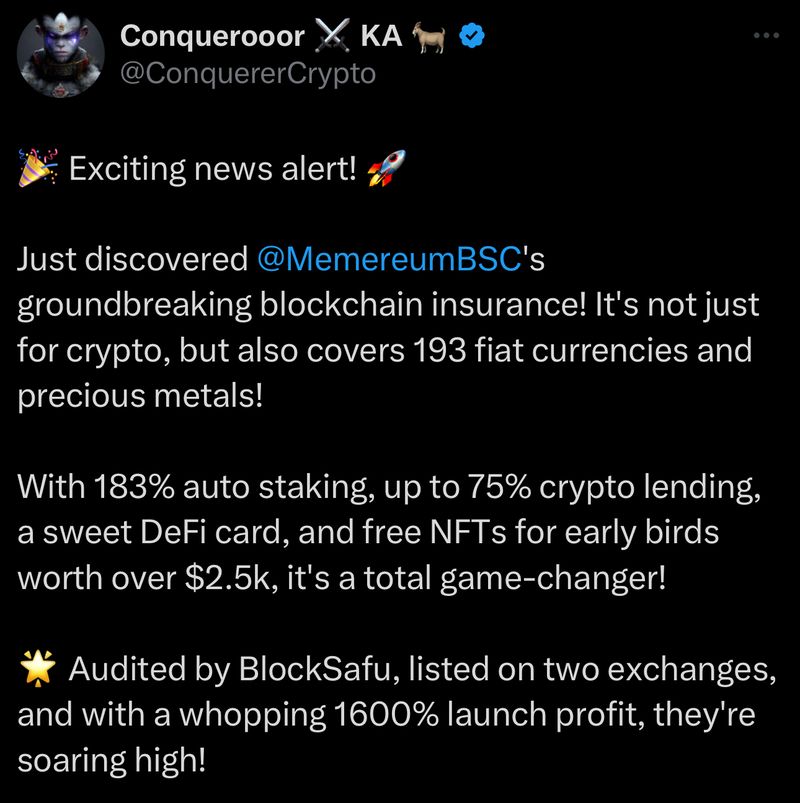 Conquerooor ⚔️ KA 🐐
@ConquererCrypto
🎉 Exciting news alert! 🚀
Just discovered @MemereumBSC's
groundbreaking blockchain insurance! It's not just
for crypto, but also covers 193 fiat currencies and
precious metals!
With 183% auto staking, up to 75% crypto lending,
a sweet DeFi card, and free NFTs for early birds
worth over $2.5k, it's a total game-changer!
🌟 Audited by BlockSafu, listed on two exchanges,
and with a whopping 1600% launch profit, they're
soaring high!